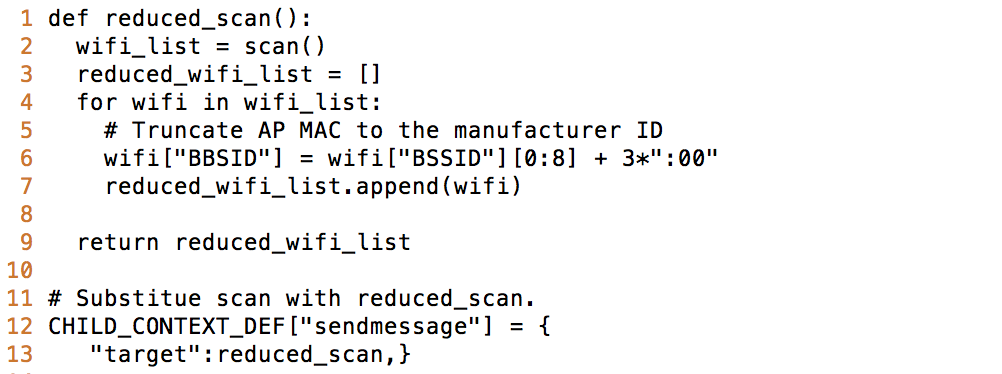 1 def reduced_scan():
2   wifi_list = scan()
3   reduced_wifi_list = []
4   for wifi in wifi_list:
5     # Truncate AP MAC to the manufacturer ID
6     wifi["BBSID"] = wifi["BSSID"][0:8] + 3*":00"
7     reduced_wifi_list.append(wifi)
8
9   return reduced_wifi_list
10
11 # Substitue scan with reduced_scan.
12 CHILD_CONTEXT_DEF["sendmessage"] = {
13    "target":reduced_scan,}